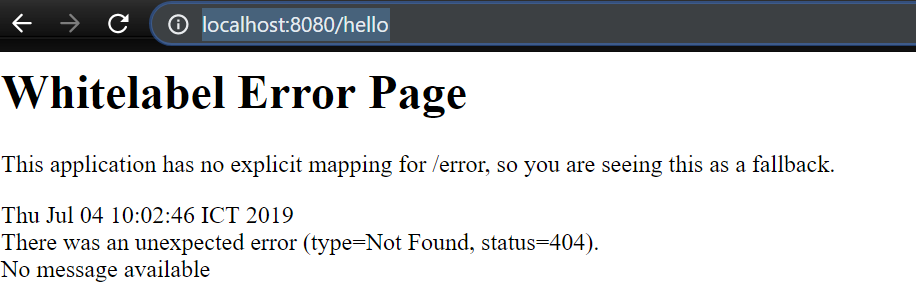 localhost:8080/hello
Whitelabel Error Page
This application has no explicit mapping for /error, so you are seeing this as a fallback.
Thu Jul 04 10:02:46 ICT 2019
There was an unexpected error (type=Not Found, status=404).
No message available